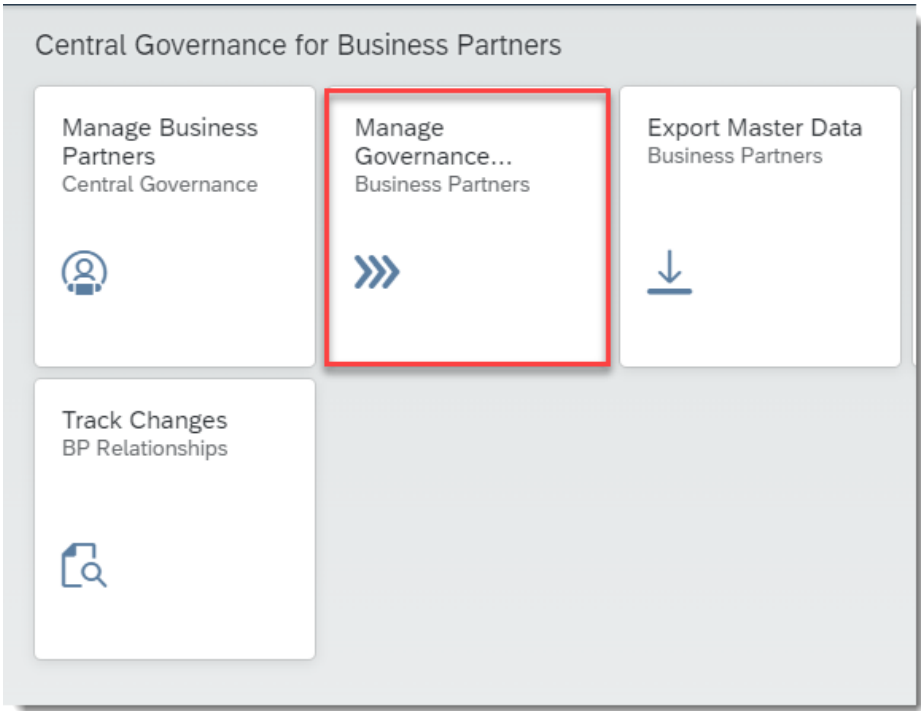 Central Governance for Business Partners
Manage Business
Partners
Central Governance
Manage
Governance...
Business Partners
Export Master Data
Business Partners
Track Changes
BP Relationships